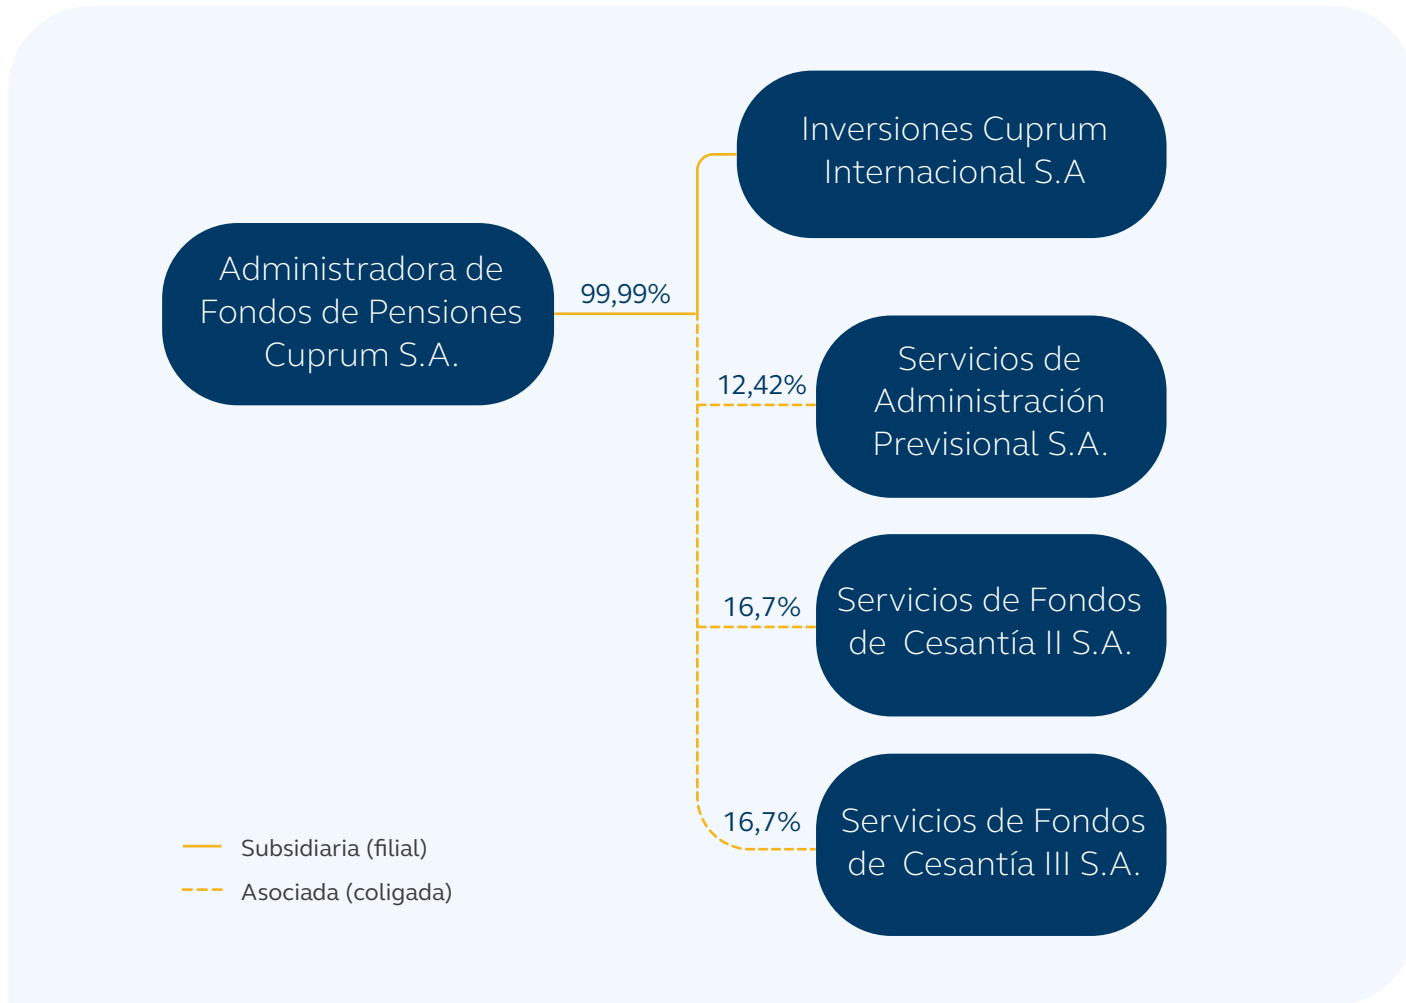 Inversiones Cuprum
Internacional S.A
Administradora de
Fondos de Pensiones
Cuprum S.A.
99,99%
12,42%
Servicios de
Administración
Previsional S.A.
16,7%
Servicios de Fondos
de  Cesantía II S.A.
16,7%
Servicios de Fondos
de  Cesantía III S.A.
Subsidiaria (filial)
Asociada (coligada)